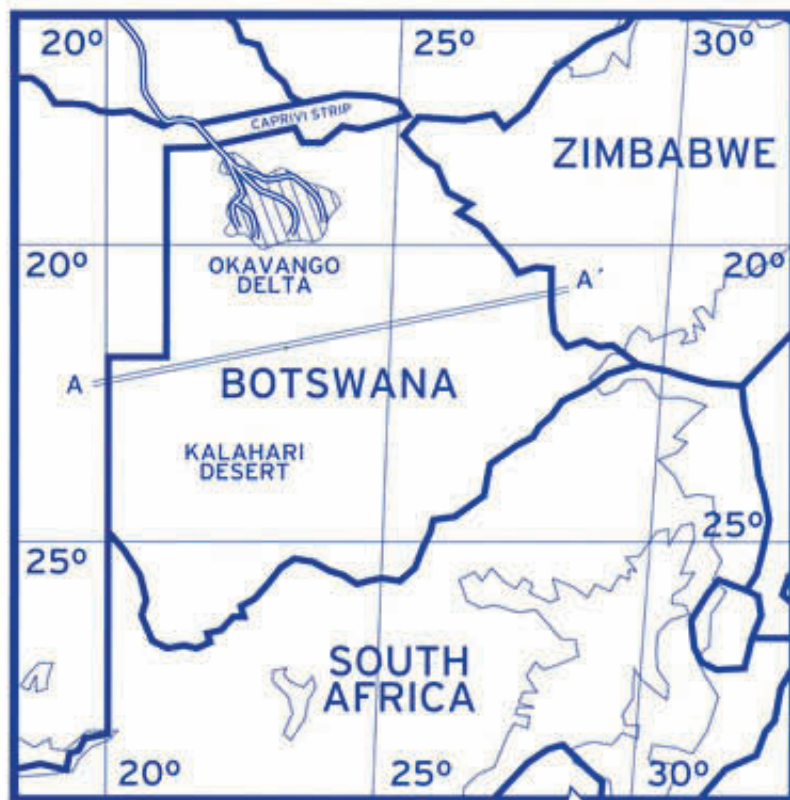 20º
25º
30º
CAPRIVI STRIP
ZIMBABWE
20º
OKAVANGO
DELTA
20º
A
A´
BOTSWANA
KALAHARI
DESERT
25º
25º
SOUTH
AFRICA
20º
25º
30º